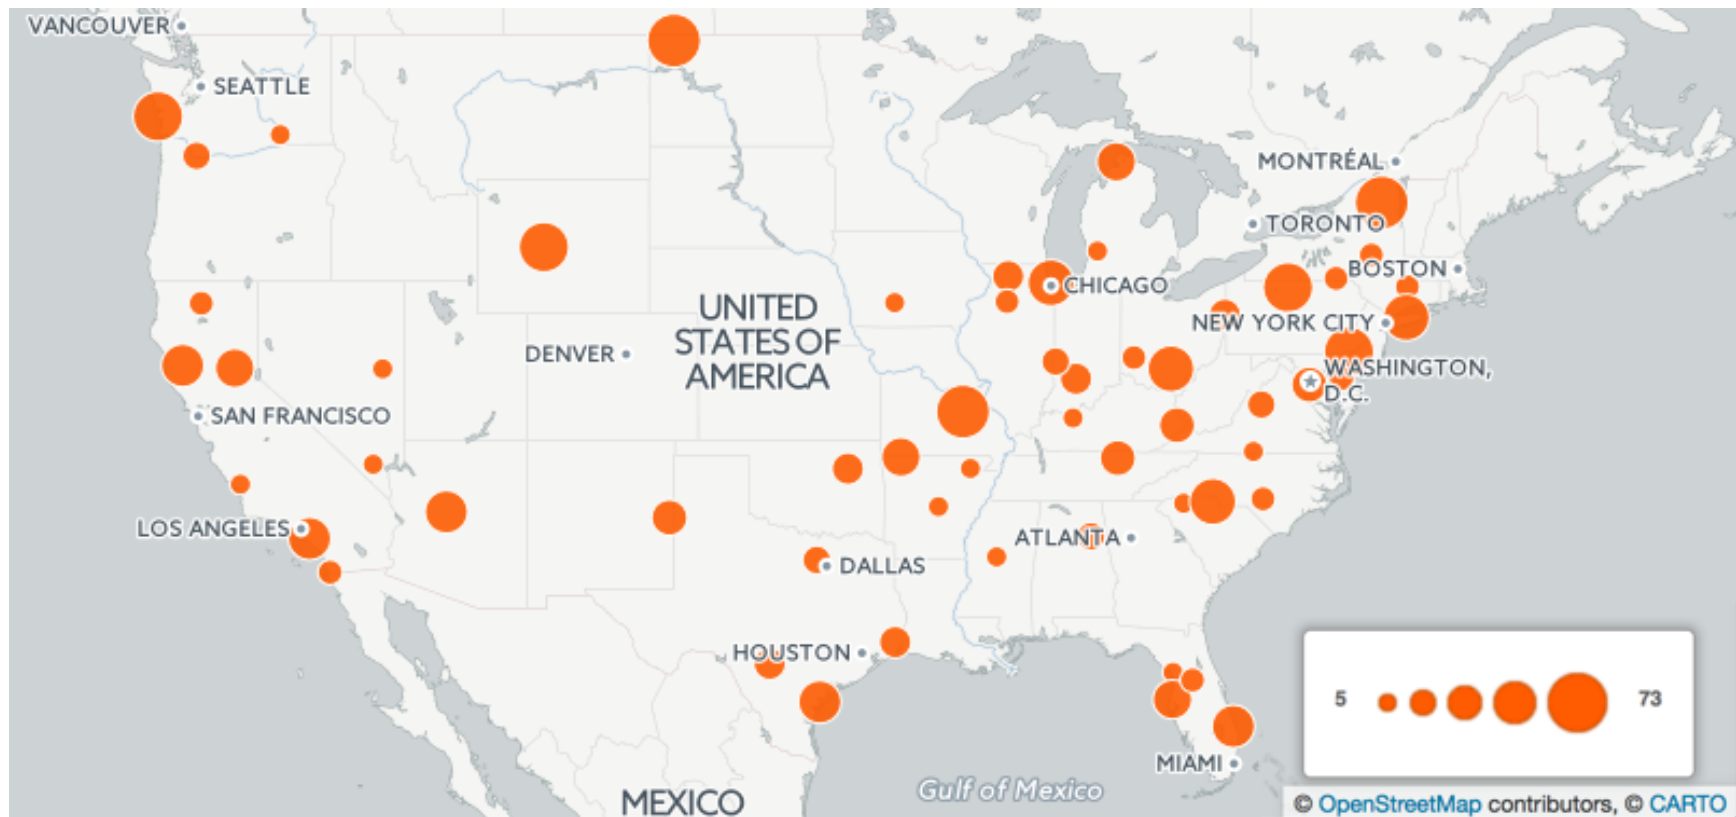 VANCOUVER
SEATTLE
MONTRÉAL
TORONTO
BOSTON
CHICAGO
UNITED
STATES OF
AMERICA
NEW YORK CITY
DENVER
WASHINGTON,
D.C.
SAN FRANCISCO
LOS ANGELES
ATLANTA
DALLAS
HOUSTON
5 73
MIAMI
Gulf of Mexico
MEXICO
© OpenStreetMap contributors, © CARTO